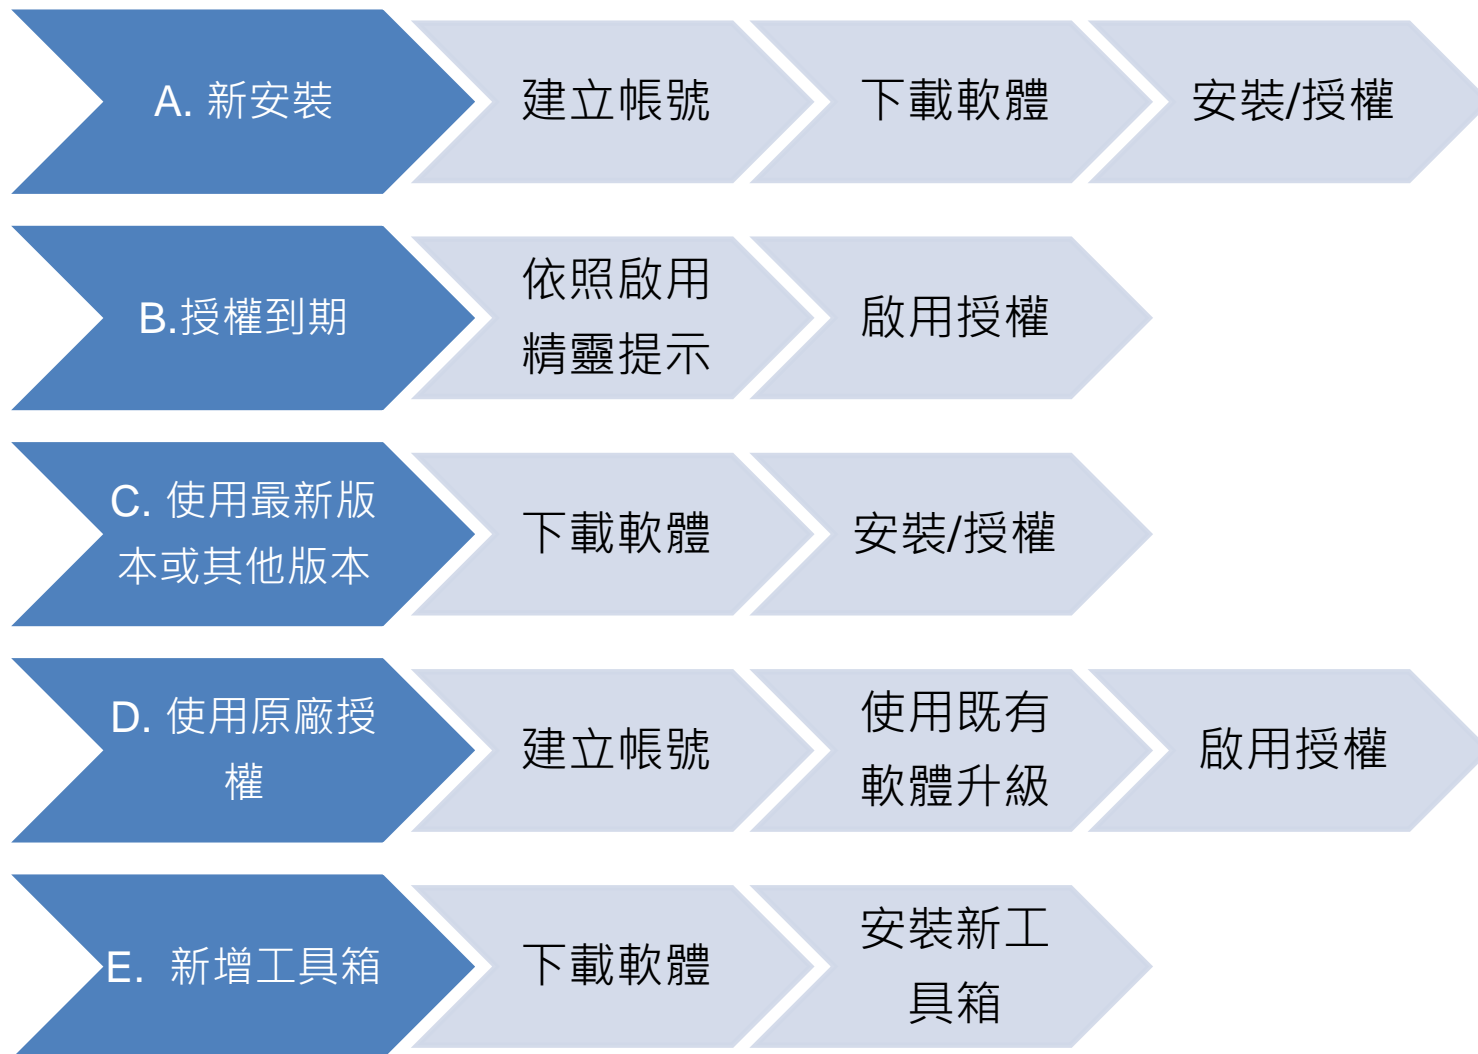 A. 新安裝
建立帳號
下載軟體
安裝/授權
B.授權到期
依照啟用
精靈提示
啟用授權
C. 使用最新版
本或其他版本
下載軟體
安裝/授權
D. 使用原廠授
權
建立帳號
使用既有
軟體升級
啟用授權
E. 新增工具箱
下載軟體
安裝新工
具箱